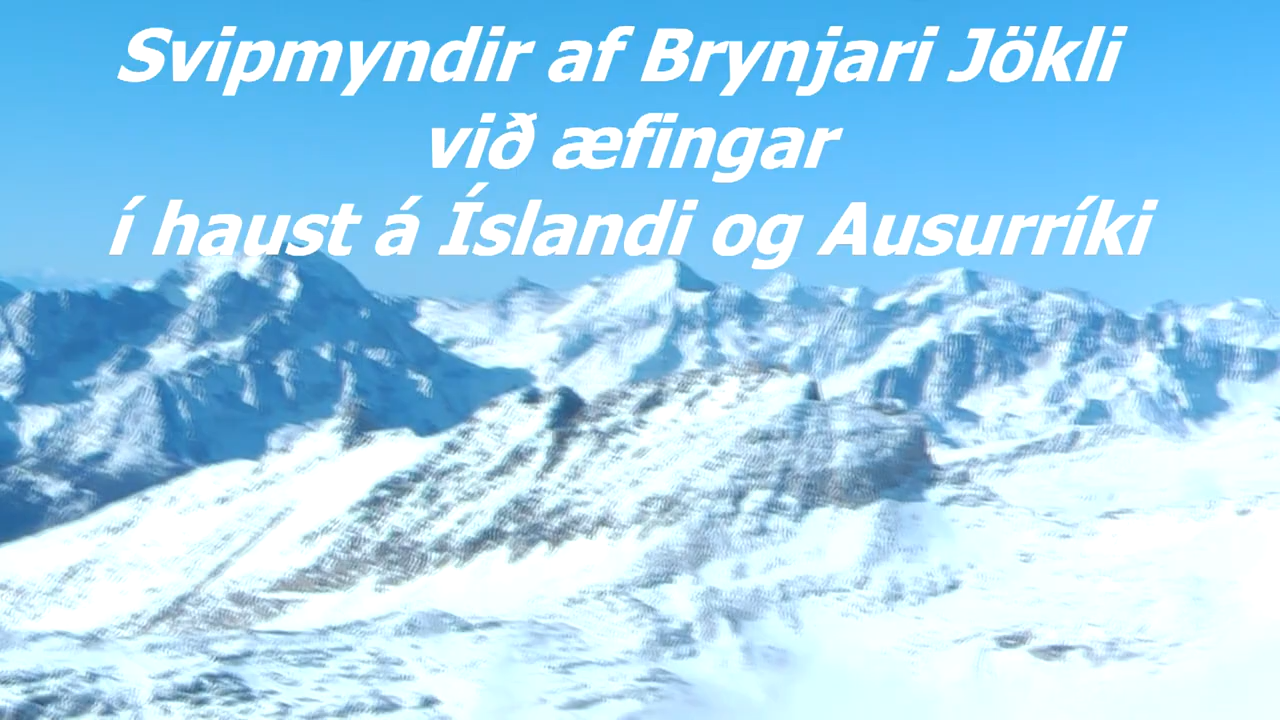 Svipmyndir af Brynjari Jökli
við æfingar
í haust á Íslandi og Ausurríki